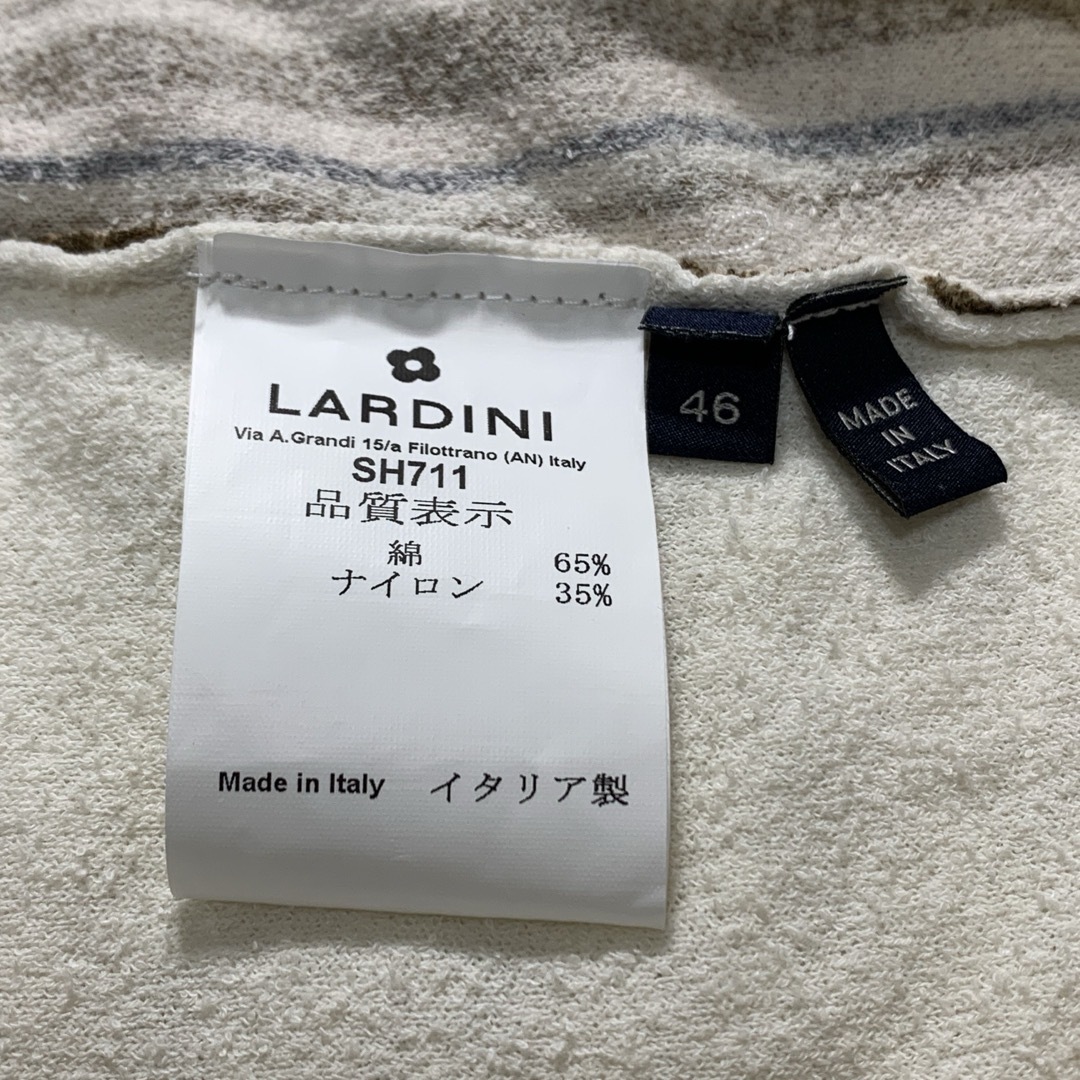 LARDINI
Via A.Grandi 15/a Filottrano (AN) Italy
SH711
品質表示
綿 65%
ナイロン 35%
Made in Italy イタリア製
46
MADE
IN
ITALY